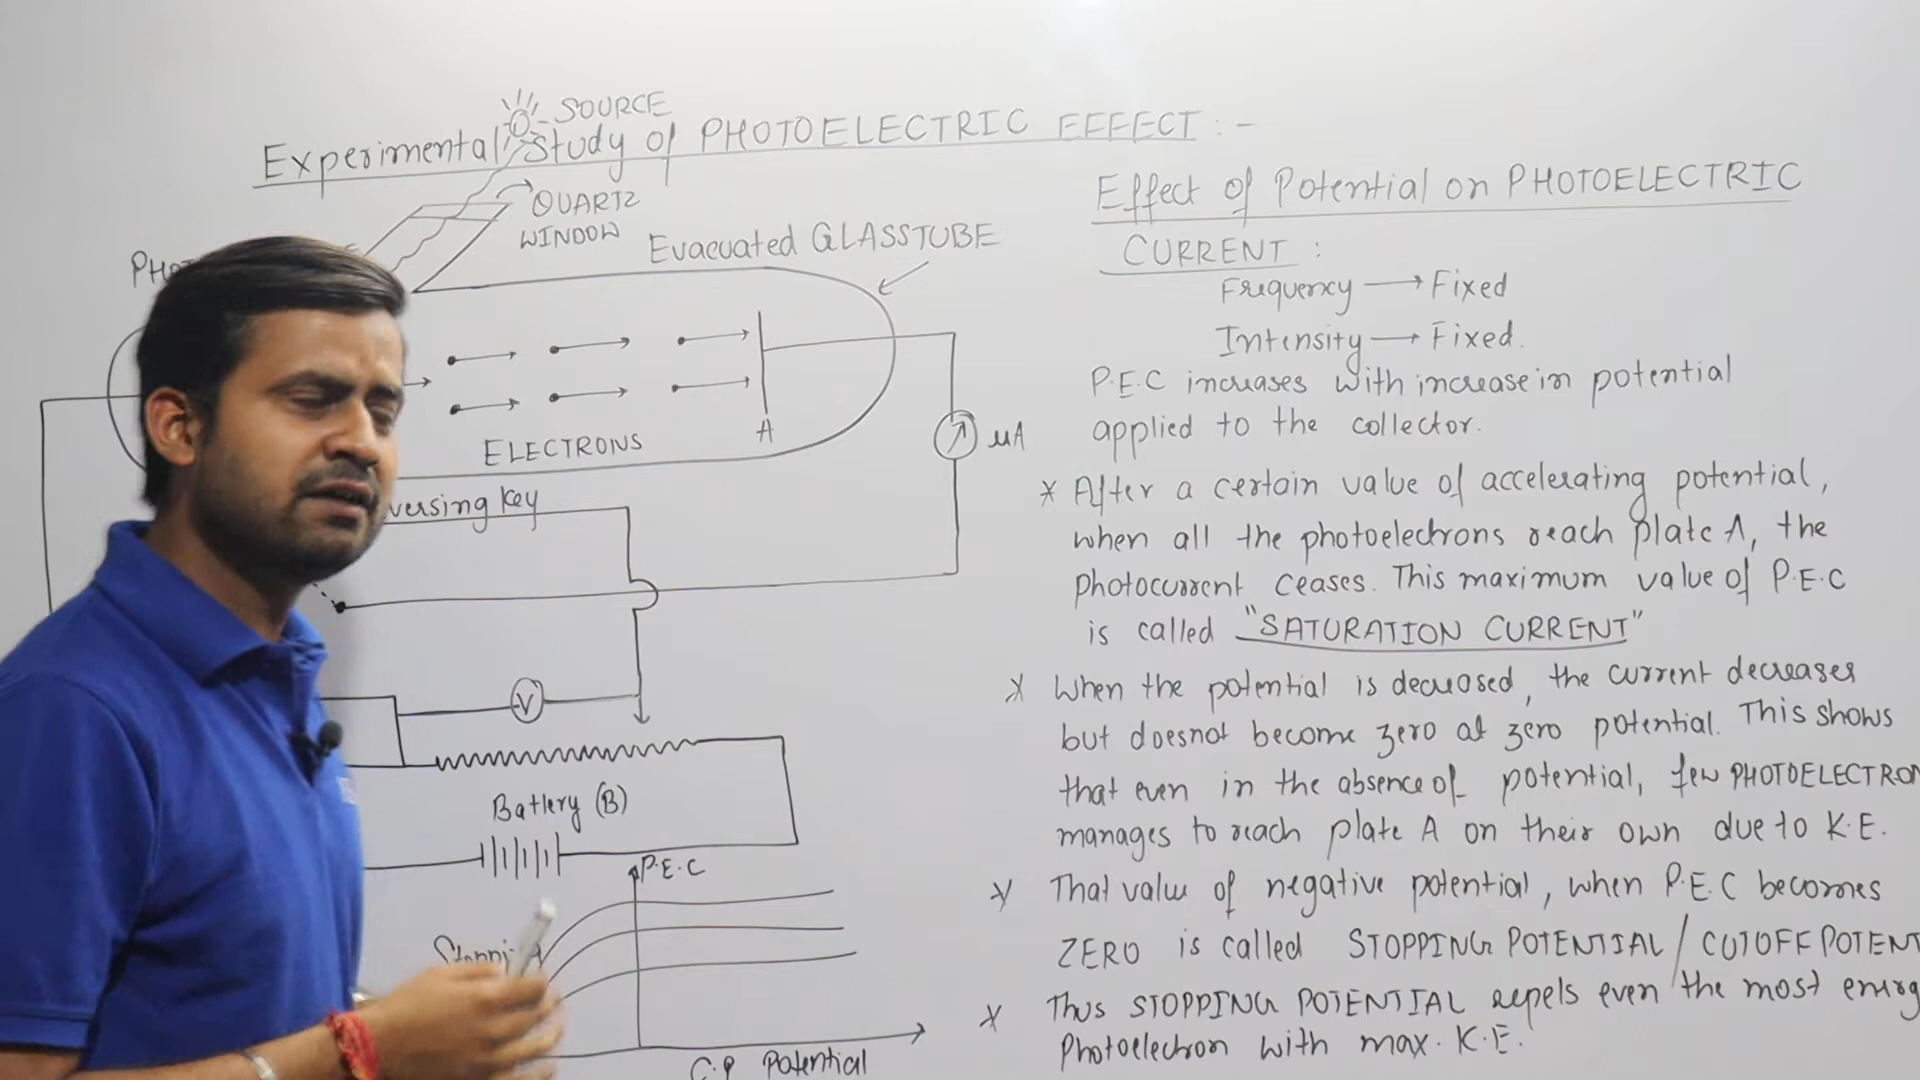 SOURCE
Experimental Study of PHOTOELECTRIC EFFECT : -
QUARTZ
WINDOW
Evacuated GLASSTUBE
A
ELECTRONS
μA
versing key
V
Battery (B)
P.E.C
C.P Potential
Effect of Potential on PHOTOELECTRIC
CURRENT :
Frequency → Fixed
Intensity → Fixed.
P.E.C increases with increase in potential
applied to the collector.
* After a certain value of accelerating potential,
when all the photoelectrons reach plate A, the
photocurrent ceases. This maximum value of P.E.C
is called "SATURATION CURRENT"
* When the potential is decreased, the current decreases
but doesnot become zero at zero potential. This shows
that even in the absence of potential, few PHOTOELECTRON
manages to reach plate A on their own due to K.E.
* That value of negative potential, when P.E.C becomes
ZERO is called STOPPING POTENTIAL / CUTOFF POTENT
* Thus STOPPING POTENTIAL repels even the most energ
Photoelectron with max. K.E.